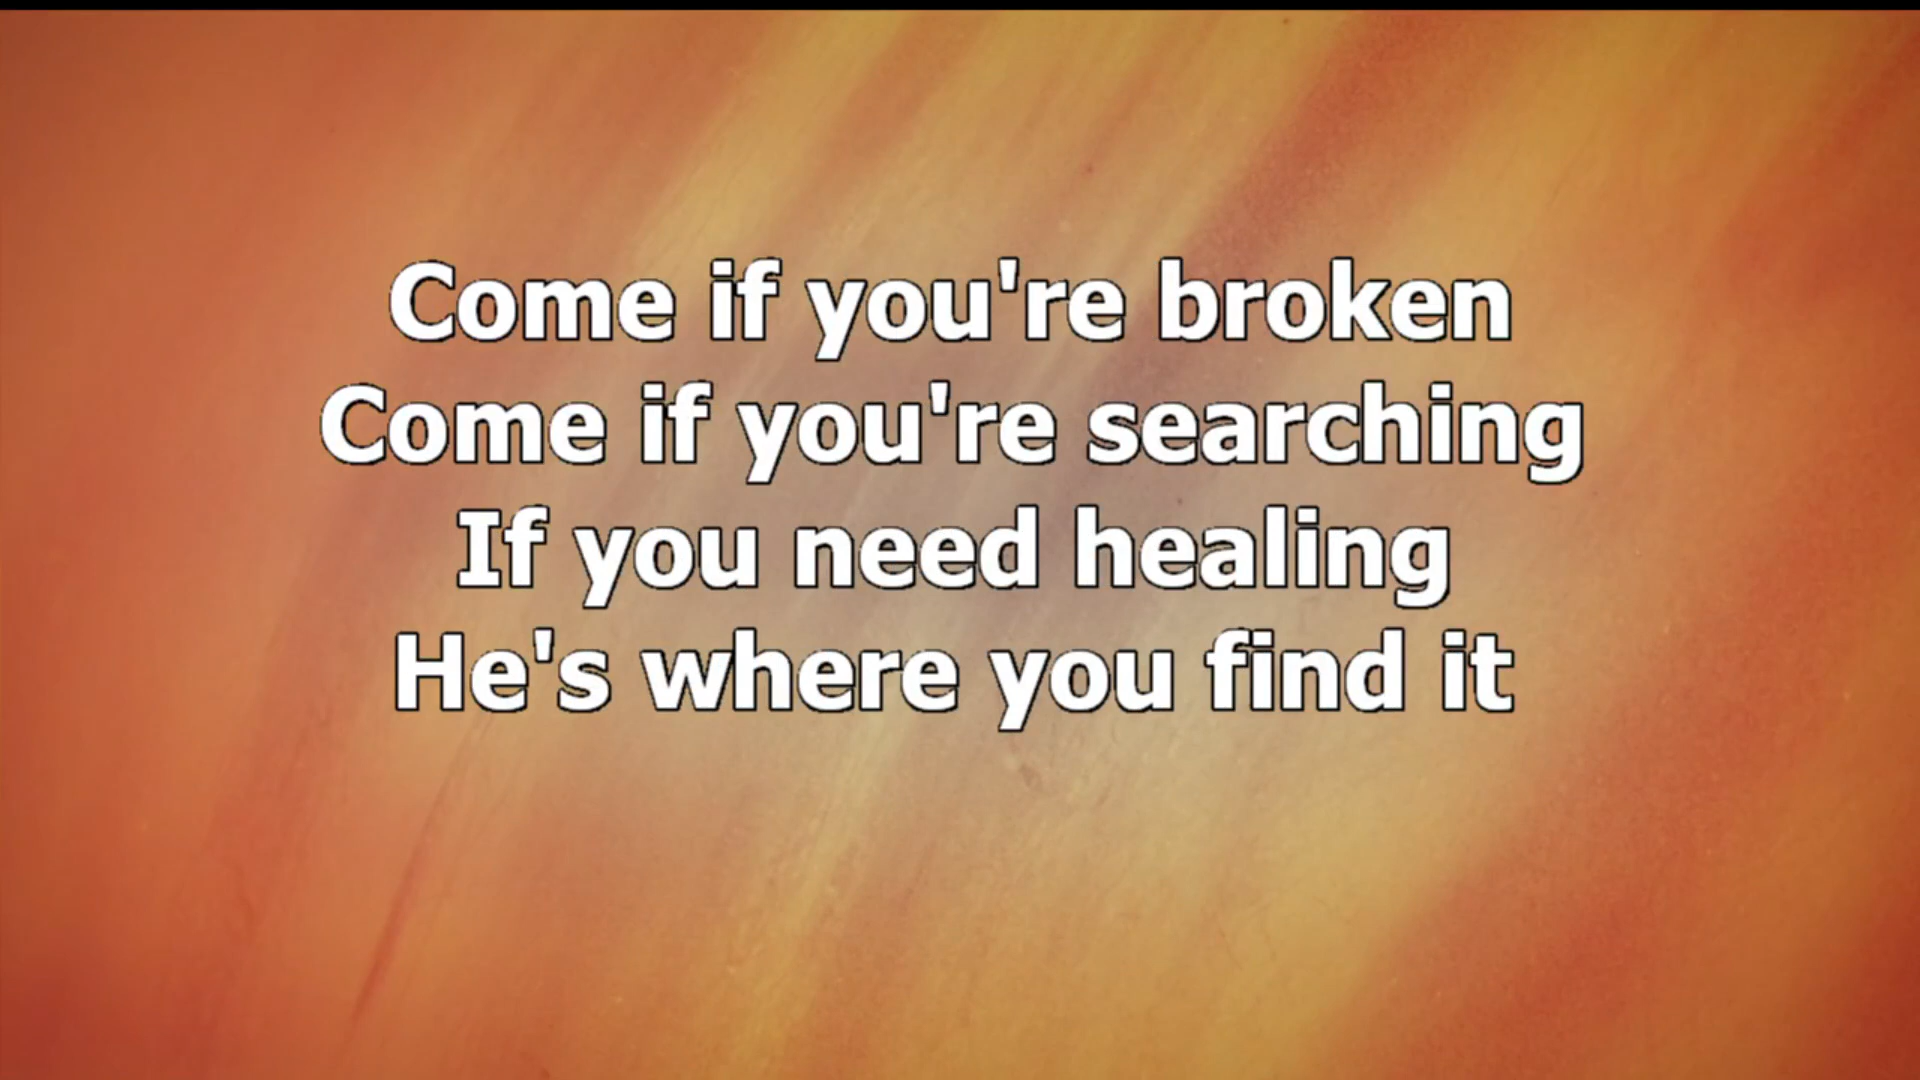 Come if you're broken
Come if you're searching
If you need healing
He's where you find it